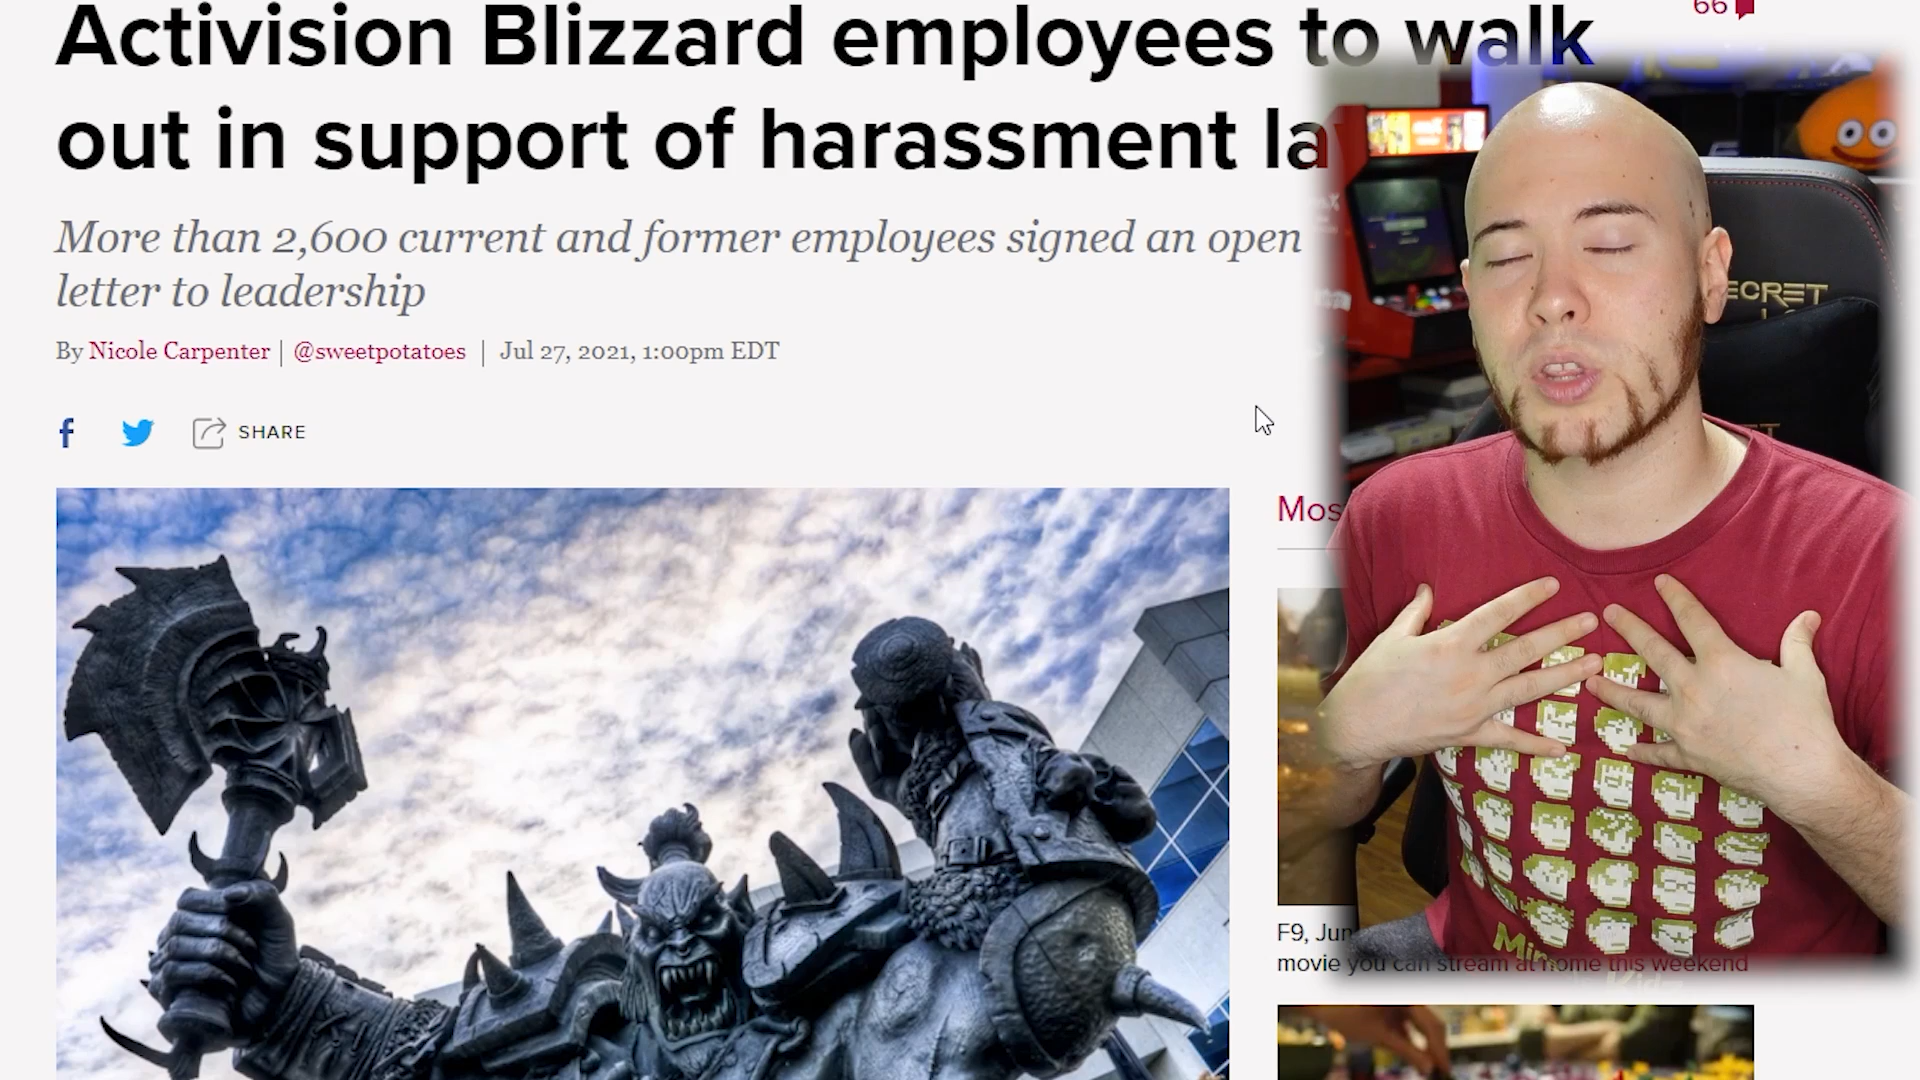 66
Activision Blizzard employees to walk
out in support of harassment la
More than 2,600 current and former employees signed an open
letter to leadership
By Nicole Carpenter | @sweetpotatoes | Jul 27, 2021, 1:00pm EDT
SHARE
Mos
ECRET
F9, Jun
movie you can stream at home this weekend